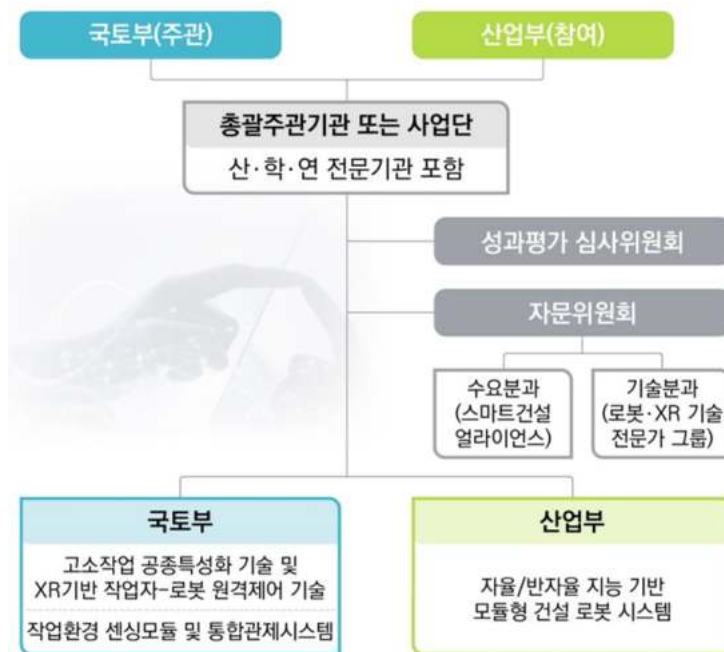 국토부(주관)
산업부(참여)
총괄주관기관 또는 사업단
산·학·연 전문기관 포함
성과평가 심사위원회
자문위원회
수요분과
(스마트건설
얼라이언스)
기술분과
(로봇·XR 기술
전문가 그룹)
국토부
고소작업 공종특성화 기술 및
XR기반 작업자-로봇 원격제어 기술
작업환경 센싱모듈 및 통합관제시스템
산업부
자율/반자율 지능 기반
모듈형 건설 로봇 시스템